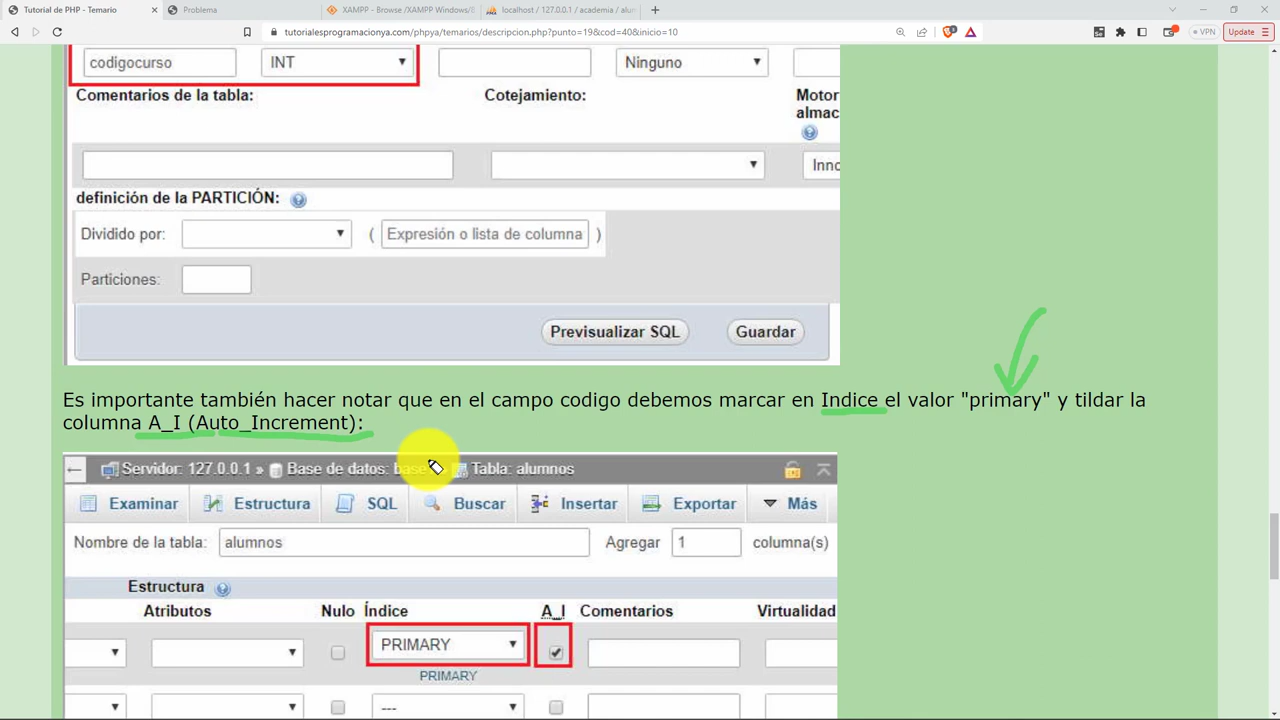 Tutorial de PHP - Temario
Problema
XAMPP - Browse /XAMPP Windows/8
localhost / 127.0.0.1 / academia / alum
tutorialesprogramacionya.com/phpya/temarios/descripcion.php?punto=19&cod=40&inicio=10
VPN
Update
codigocurso
INT
Ninguno
Comentarios de la tabla:
Cotejamiento:
Motor
almac
Inno
definición de la PARTICIÓN:
Dividido por:
( Expresión o lista de columna )
Particiones:
Previsualizar SQL
Guardar
Es importante también hacer notar que en el campo codigo debemos marcar en Indice el valor "primary" y tildar la
columna A_I (Auto_Increment):
Servidor: 127.0.0.1 » Base de datos: base Tabla: alumnos
Examinar
Estructura
SQL
Buscar
Insertar
Exportar
Más
Nombre de la tabla: alumnos
Agregar 1 columna(s)
Estructura
Atributos
Nulo
Índice
A_I
Comentarios
Virtualidad
PRIMARY
PRIMARY
---